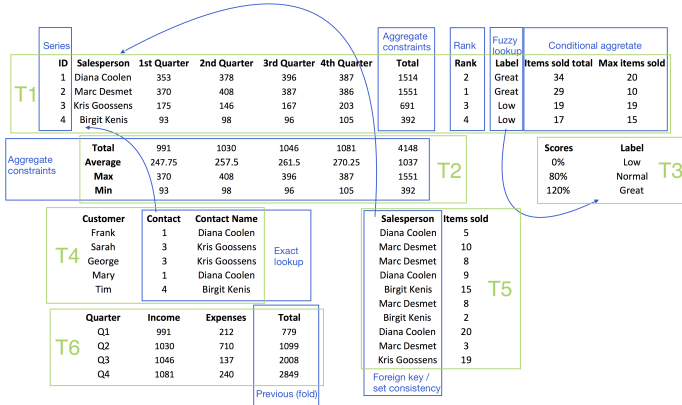 Series
Aggregate constraints
Rank
Fuzzy lookup
Conditional aggretate
ID Salesperson 1st Quarter 2nd Quarter 3rd Quarter 4th Quarter Total Rank Label Items sold total Max items sold
1 Diana Coolen 353 378 396 387 1514 2 Great 34 20
2 Marc Desmet 370 408 387 386 1551 1 Great 29 10
3 Kris Goossens 175 146 167 203 691 3 Low 19 19
4 Birgit Kenis 93 98 96 105 392 4 Low 17 15
T1
Aggregate constraints
Total 991 1030 1046 1081 4148
Average 247.75 257.5 261.5 270.25 1037
Max 370 408 396 387 1551
Min 93 98 96 105 392
T2
Scores Label
0% Low
80% Normal
120% Great
T3
Customer Contact Contact Name
Frank 1 Diana Coolen
Sarah 3 Kris Goossens
George 3 Kris Goossens
Mary 1 Diana Coolen
Tim 4 Birgit Kenis
T4
Exact lookup
Salesperson Items sold
Diana Coolen 5
Marc Desmet 10
Marc Desmet 8
Diana Coolen 9
Birgit Kenis 15
Marc Desmet 8
Birgit Kenis 2
Diana Coolen 20
Marc Desmet 3
Kris Goossens 19
T5
Foreign key /
set consistency
Quarter Income Expenses Total
Q1 991 212 779
Q2 1030 710 1099
Q3 1046 137 2008
Q4 1081 240 2849
T6
Previous (fold)